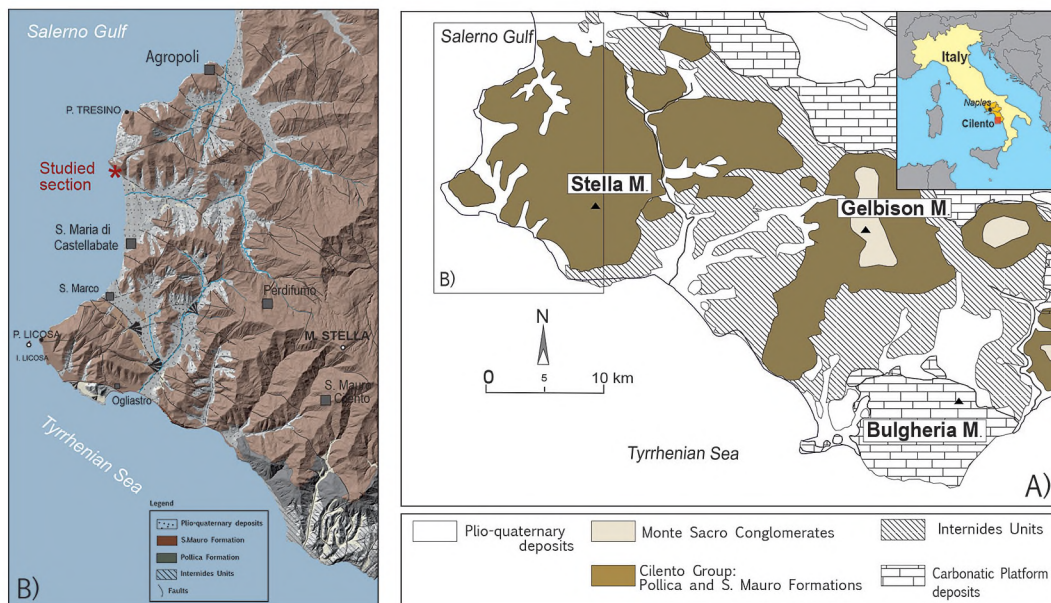 Salerno Gulf
Agropoli
P. TRESINO
Studied
section
S. Maria di
Castellabate
S. Marco
Perdifumo
P. LICOSA
I. LICOSA
M. STELLA
S. Mauro
Cilento
Ogliastro
Tyrrhenian Sea
Legend
Plio-quaternary deposits
S.Mauro Formation
Pollica Formation
Internides Units
Faults
B)
Salerno Gulf
Stella M.
Gelbison M.
B)
N
0
5
10 km
Bulgheria M.
Tyrrhenian Sea
A)
Italy
Naples
Cilento
Plio-quaternary
deposits
Monte Sacro Conglomerates
Internides Units
Cilento Group:
Pollica and S. Mauro Formations
Carbonatic Platform
deposits